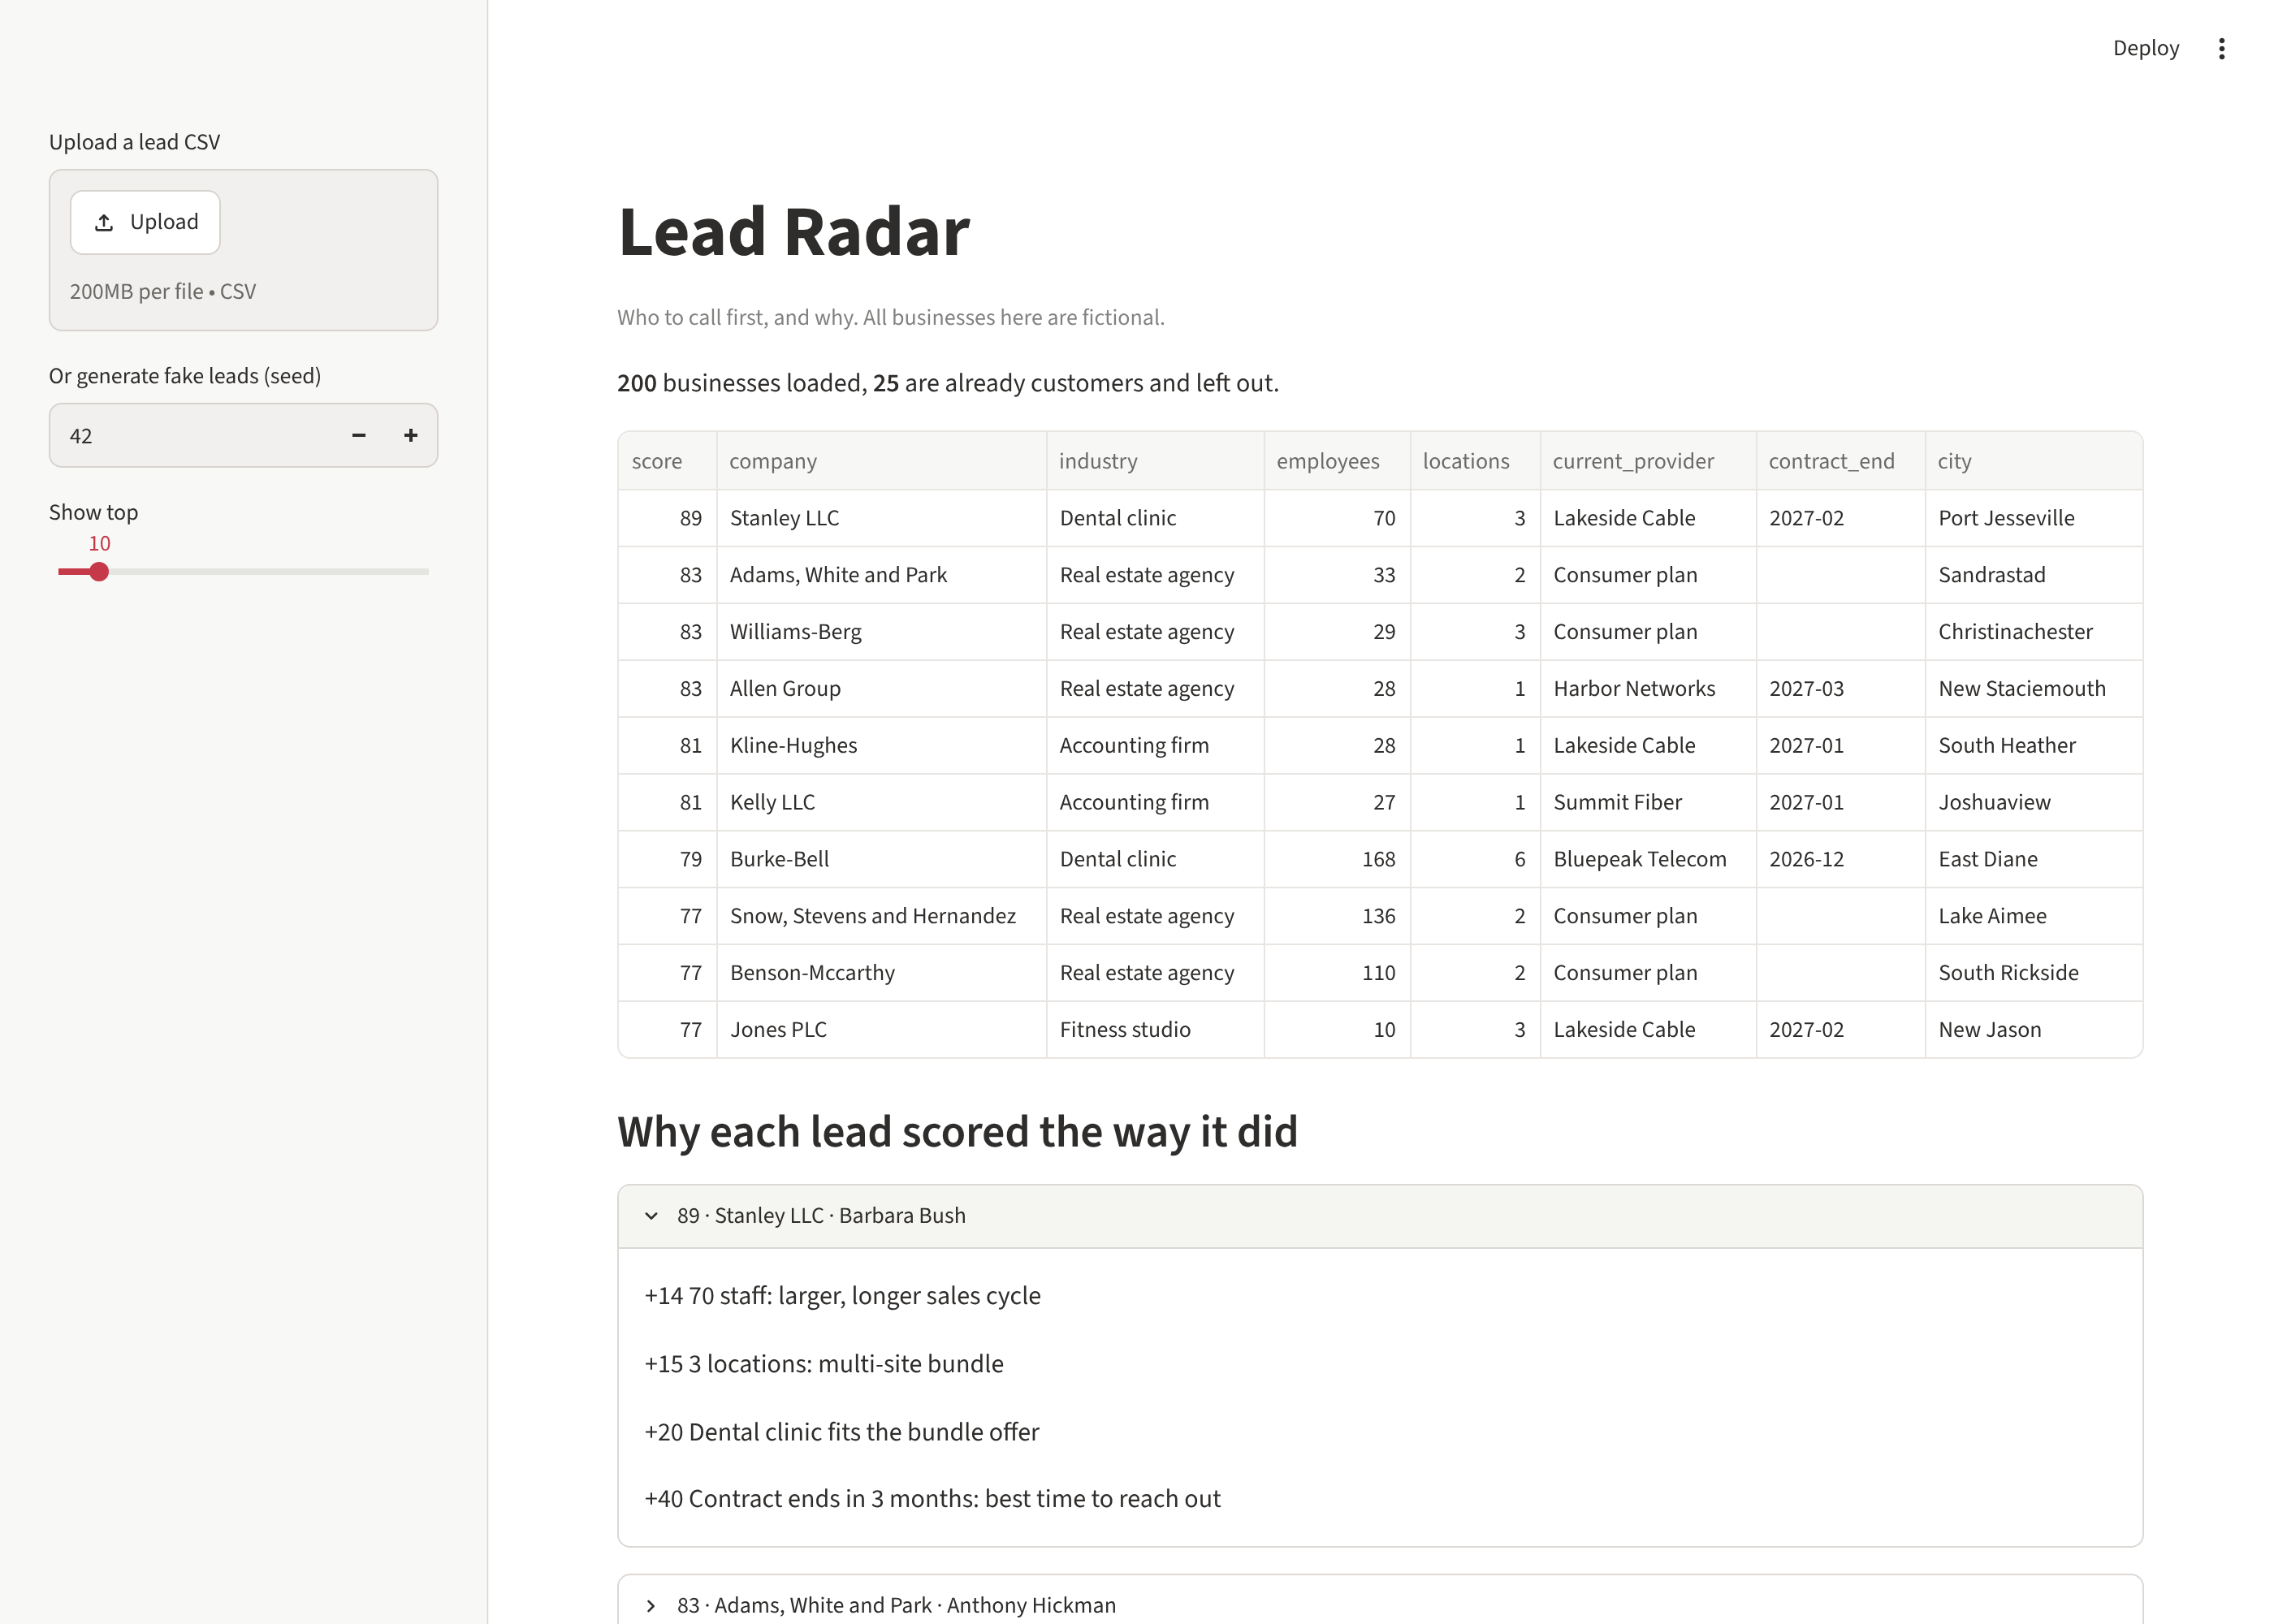 Deploy
Upload a lead CSV
Upload
200MB per file • CSV
Or generate fake leads (seed)
42
Show top
10
Lead Radar
Who to call first, and why. All businesses here are fictional.
200 businesses loaded, 25 are already customers and left out.
score company industry employees locations current_provider contract_end city
89 Stanley LLC Dental clinic 70 3 Lakeside Cable 2027-02 Port Jesseville
83 Adams, White and Park Real estate agency 33 2 Consumer plan Sandrastad
83 Williams-Berg Real estate agency 29 3 Consumer plan Christinachester
83 Allen Group Real estate agency 28 1 Harbor Networks 2027-03 New Staciemouth
81 Kline-Hughes Accounting firm 28 1 Lakeside Cable 2027-01 South Heather
81 Kelly LLC Accounting firm 27 1 Summit Fiber 2027-01 Joshuaview
79 Burke-Bell Dental clinic 168 6 Bluepeak Telecom 2026-12 East Diane
77 Snow, Stevens and Hernandez Real estate agency 136 2 Consumer plan Lake Aimee
77 Benson-Mccarthy Real estate agency 110 2 Consumer plan South Rickside
77 Jones PLC Fitness studio 10 3 Lakeside Cable 2027-02 New Jason
Why each lead scored the way it did
89 · Stanley LLC · Barbara Bush
+14 70 staff: larger, longer sales cycle
+15 3 locations: multi-site bundle
+20 Dental clinic fits the bundle offer
+40 Contract ends in 3 months: best time to reach out
83 · Adams, White and Park · Anthony Hickman